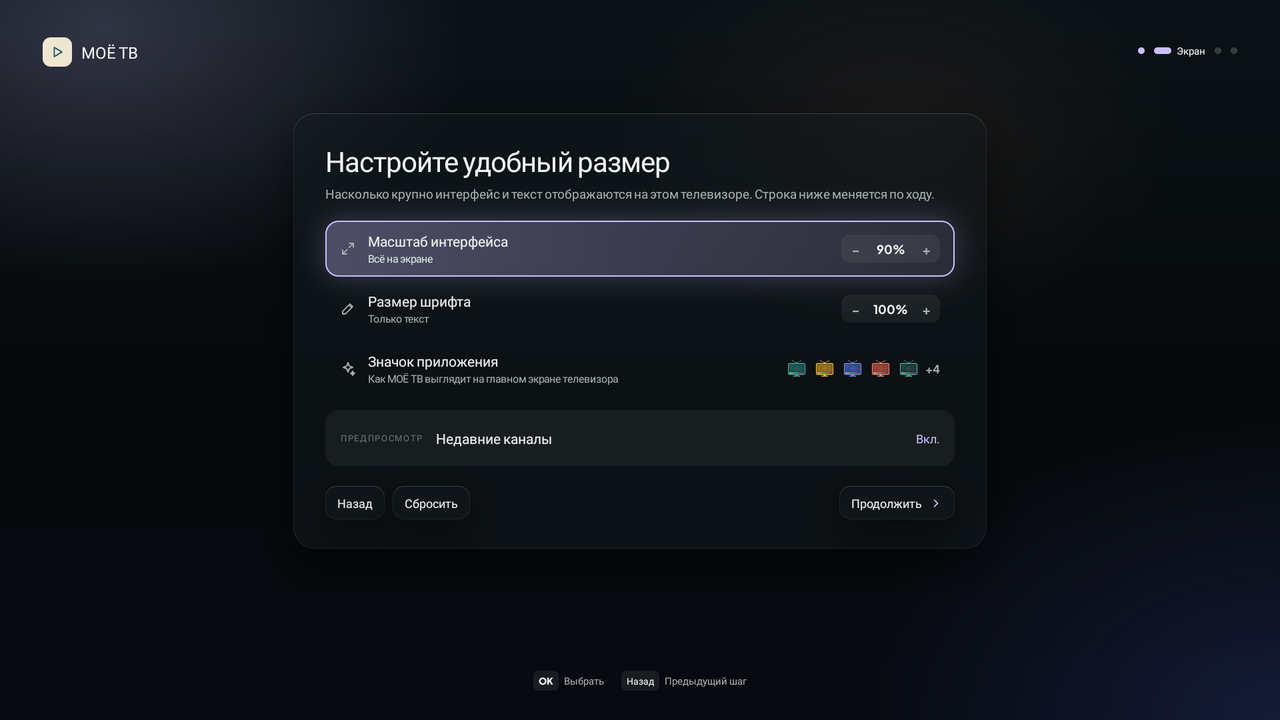 МОЁ ТВ
Экран
Настройте удобный размер
Насколько крупно интерфейс и текст отображаются на этом телевизоре. Строка ниже меняется по ходу.
Масштаб интерфейса
Всё на экране
– 90% +
Размер шрифта
Только текст
– 100% +
Значок приложения
Как МОЁ ТВ выглядит на главном экране телевизора
+4
ПРЕДПРОСМОТР Недавние каналы Вкл.
Назад Сбросить Продолжить
OK Выбрать Назад Предыдущий шаг